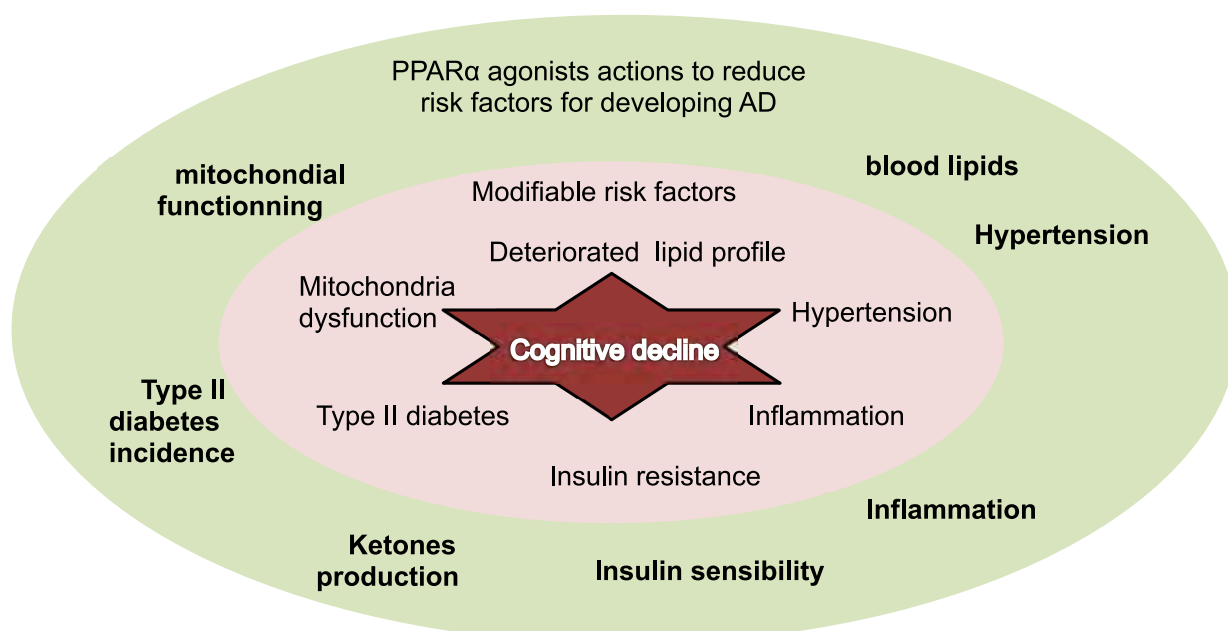 PPARα agonists actions to reduce
risk factors for developing AD
mitochondial
functionning
blood lipids
Hypertension
Modifiable risk factors
Deteriorated lipid profile
Mitochondria
dysfunction
Hypertension
Cognitive decline
Type II
diabetes
incidence
Type II diabetes
Inflammation
Insulin resistance
Inflammation
Ketones
production
Insulin sensibility